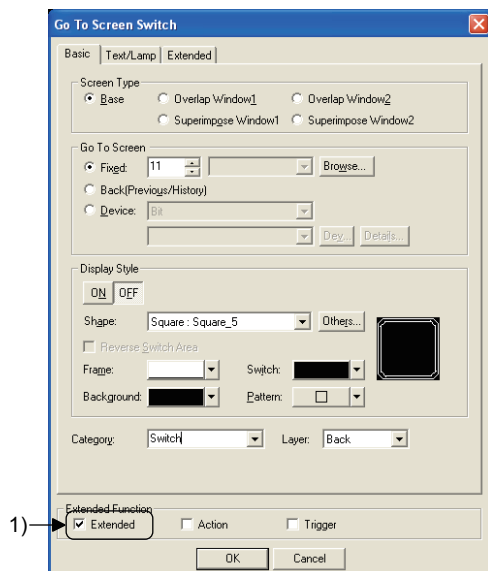 Go To Screen Switch
Basic Text/Lamp Extended
Screen Type
Base Overlap Window1 Overlap Window2
Superimpose Window1 Superimpose Window2
Go To Screen
Fixed: 11 Browse...
Back(Previous/History)
Device: Bit
Dev... Details...
Display Style
ON OFF
Shape: Square : Square_5 Others...
Reverse Switch Area
Frame: Switch:
Background: Pattern:
Category: Switch Layer: Back
Extended Function
1) Extended Action Trigger
OK Cancel